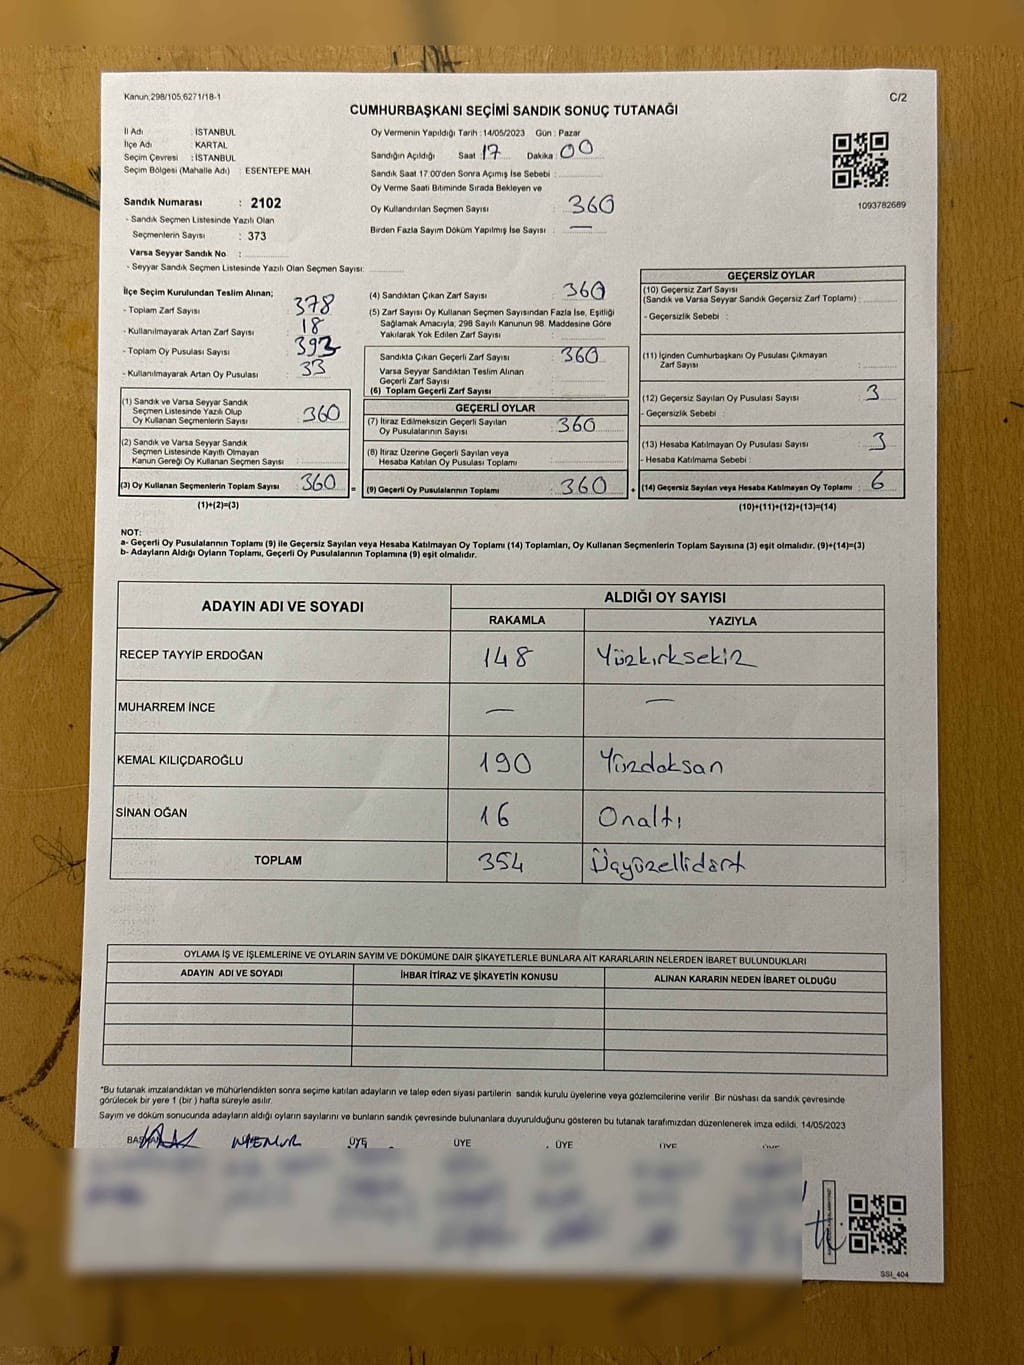 Kanun 298/105,6271/18-1
C/2
CUMHURBAŞKANI SEÇİMİ SANDIK SONUÇ TUTANAĞI
İl Adı : İSTANBUL
İlçe Adı : KARTAL
Seçim Çevresi : İSTANBUL
Seçim Bölgesi (Mahalle Adı) : ESENTEPE MAH.
Sandık Numarası : 2102
- Sandık Seçmen Listesinde Yazılı Olan
Seçmenlerin Sayısı : 373
Varsa Seyyar Sandık No :
- Seyyar Sandık Seçmen Listesinde Yazılı Olan Seçmen Sayısı:
Oy Vermenin Yapıldığı Tarih : 14/05/2023 Gün : Pazar
Sandığın Açıldığı Saat 17 Dakika : 00
Sandık Saat 17:00'den Sonra Açımış İse Sebebi :
Oy Verme Saati Bitiminde Sırada Bekleyen ve
Oy Kullandırılan Seçmen Sayısı : 360
Birden Fazla Sayım Döküm Yapılmış İse Sayısı : —
1093782689
İlçe Seçim Kurulundan Teslim Alınan;
- Toplam Zarf Sayısı : 378
- Kullanılmayarak Artan Zarf Sayısı : 18
- Toplam Oy Pusulası Sayısı : 393
- Kullanılmayarak Artan Oy Pusulası : 33
(1) Sandık ve Varsa Seyyar Sandık
Seçmen Listesinde Yazılı Olup
Oy Kullanan Seçmenlerin Sayısı : 360
(2) Sandık ve Varsa Seyyar Sandık
Seçmen Listesinde Kayıtlı Olmayan
Kanun Gereği Oy Kullanan Seçmen Sayısı :
(3) Oy Kullanan Seçmenlerin Toplam Sayısı : 360 =
(1)+(2)=(3)
(4) Sandıktan Çıkan Zarf Sayısı : 360
(5) Zarf Sayısı Oy Kullanan Seçmen Sayısından Fazla İse, Eşitliği
Sağlamak Amacıyla, 298 Sayılı Kanunun 98. Maddesine Göre
Yakılarak Yok Edilen Zarf Sayısı :
Sandıkta Çıkan Geçerli Zarf Sayısı : 360
Varsa Seyyar Sandıktan Teslim Alınan
Geçerli Zarf Sayısı :
(6) Toplam Geçerli Zarf Sayısı
GEÇERLİ OYLAR
(7) İtiraz Edilmeksizin Geçerli Sayılan
Oy Pusulalarının Sayısı : 360
(8) İtiraz Üzerine Geçerli Sayılan veya
Hesaba Katılan Oy Pusulası Toplamı :
(9) Geçerli Oy Pusulalarının Toplamı : 360 +
GEÇERSİZ OYLAR
(10) Geçersiz Zarf Sayısı
(Sandık ve Varsa Seyyar Sandık Geçersiz Zarf Toplamı) :
- Geçersizlik Sebebi :
(11) İçinden Cumhurbaşkanı Oy Pusulası Çıkmayan
Zarf Sayısı :
(12) Geçersiz Sayılan Oy Pusulası Sayısı : 3
- Geçersizlik Sebebi :
(13) Hesaba Katılmayan Oy Pusulası Sayısı : 3
- Hesaba Katılmama Sebebi :
(14) Geçersiz Sayılan veya Hesaba Katılmayan Oy Toplamı : 6
(10)+(11)+(12)+(13)=(14)
NOT:
a- Geçerli Oy Pusulalarının Toplamı (9) ile Geçersiz Sayılan veya Hesaba Katılmayan Oy Toplamı (14) Toplamları, Oy Kullanan Seçmenlerin Toplam Sayısına (3) eşit olmalıdır. (9)+(14)=(3)
b- Adayların Aldığı Oyların Toplamı, Geçerli Oy Pusulalarının Toplamına (9) eşit olmalıdır.
ADAYIN ADI VE SOYADI
ALDIĞI OY SAYISI
RAKAMLA YAZIYLA
RECEP TAYYİP ERDOĞAN 148 Yüzkırksekiz
MUHARREM İNCE — —
KEMAL KILIÇDAROĞLU 190 Yüzdoksan
SİNAN OĞAN 16 Onaltı
TOPLAM 354 Üçyüzellidört
OYLAMA İŞ VE İŞLEMLERİNE VE OYLARIN SAYIM VE DÖKÜMÜNE DAİR ŞİKAYETLERLE BUNLARA AİT KARARLARIN NELERDEN İBARET BULUNDUKLARI
ADAYIN ADI VE SOYADI İHBAR İTİRAZ VE ŞİKAYETİN KONUSU ALINAN KARARIN NEDEN İBARET OLDUĞU
*Bu tutanak imzalandıktan ve mühürlendikten sonra seçime katılan adayların ve talep eden siyasi partilerin sandık kurulu üyelerine veya gözlemcilerine verilir. Bir nüshası da sandık çevresinde
görülecek bir yere 1 (bir ) hafta süreyle asılır.
Sayım ve döküm sonucunda adayların aldığı oyların sayılarını ve bunların sandık çevresinde bulunanlara duyurulduğunu gösteren bu tutanak tarafımızdan düzenlenerek imza edildi. 14/05/2023
BAŞKAN ÜYE ÜYE ÜYE ÜYE
SSI_404